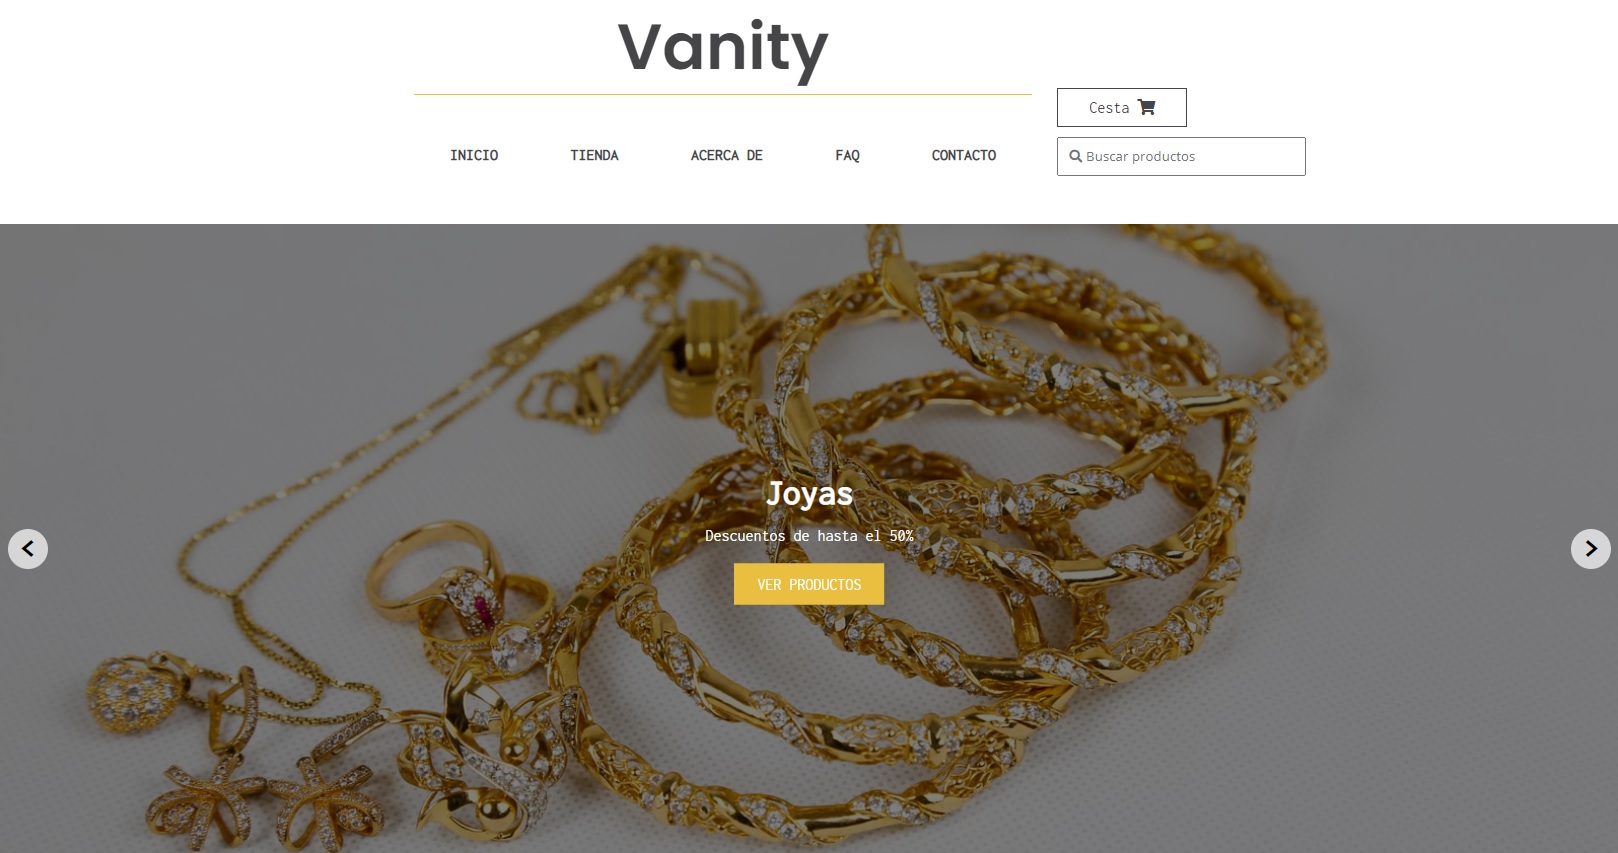 Vanity
Cesta
INICIO TIENDA ACERCA DE FAQ CONTACTO
Buscar productos
Joyas
Descuentos de hasta el 50%
VER PRODUCTOS